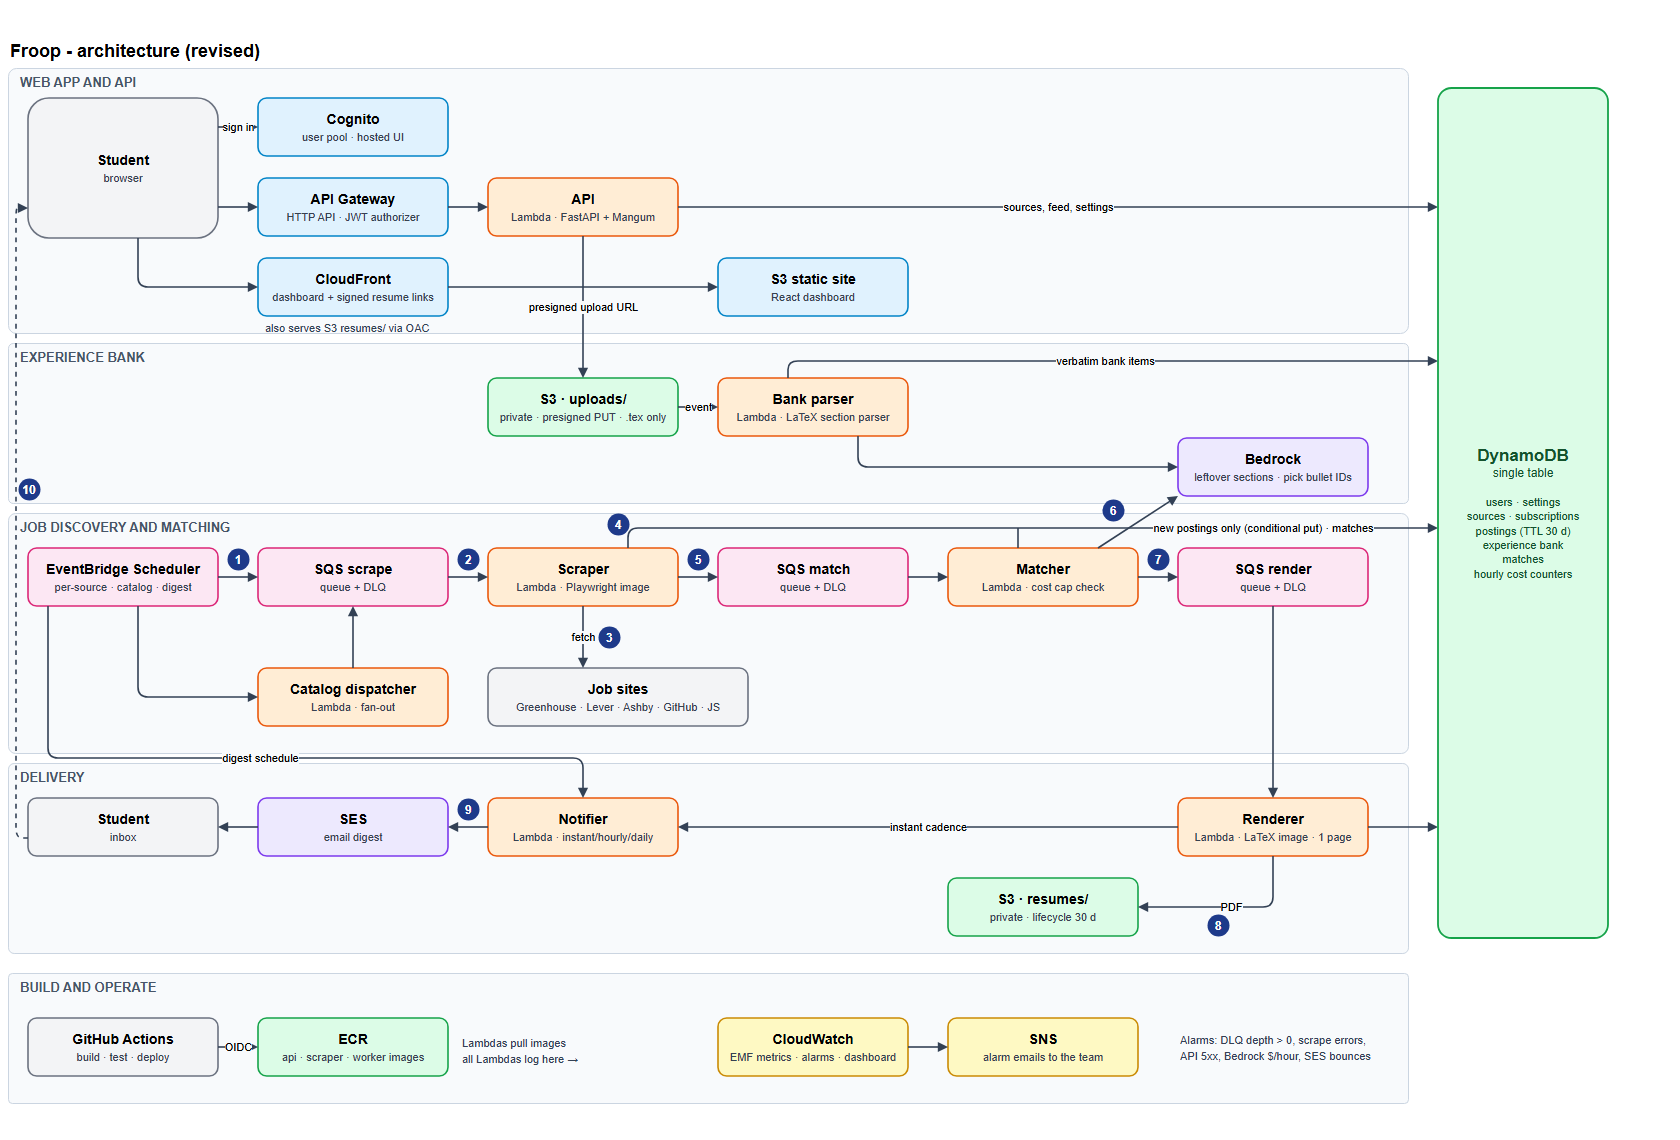 Froop - architecture (revised)
WEB APP AND API
Student
browser
sign in
Cognito
user pool · hosted UI
API Gateway
HTTP API · JWT authorizer
API
Lambda · FastAPI + Mangum
sources, feed, settings
CloudFront
dashboard + signed resume links
also serves S3 resumes/ via OAC
S3 static site
React dashboard
presigned upload URL
EXPERIENCE BANK
verbatim bank items
S3 · uploads/
private · presigned PUT · .tex only
event
Bank parser
Lambda · LaTeX section parser
Bedrock
leftover sections · pick bullet IDs
10
JOB DISCOVERY AND MATCHING
4
6
new postings only (conditional put) · matches
EventBridge Scheduler
per-source · catalog · digest
1
SQS scrape
queue + DLQ
2
Scraper
Lambda · Playwright image
5
SQS match
queue + DLQ
Matcher
Lambda · cost cap check
7
SQS render
queue + DLQ
fetch
3
Catalog dispatcher
Lambda · fan-out
Job sites
Greenhouse · Lever · Ashby · GitHub · JS
digest schedule
DELIVERY
Student
inbox
SES
email digest
9
Notifier
Lambda · instant/hourly/daily
instant cadence
Renderer
Lambda · LaTeX image · 1 page
S3 · resumes/
private · lifecycle 30 d
PDF
8
DynamoDB
single table
users · settings
sources · subscriptions
postings (TTL 30 d)
experience bank
matches
hourly cost counters
BUILD AND OPERATE
GitHub Actions
build · test · deploy
OIDC
ECR
api · scraper · worker images
Lambdas pull images
all Lambdas log here →
CloudWatch
EMF metrics · alarms · dashboard
SNS
alarm emails to the team
Alarms: DLQ depth > 0, scrape errors,
API 5xx, Bedrock $/hour, SES bounces